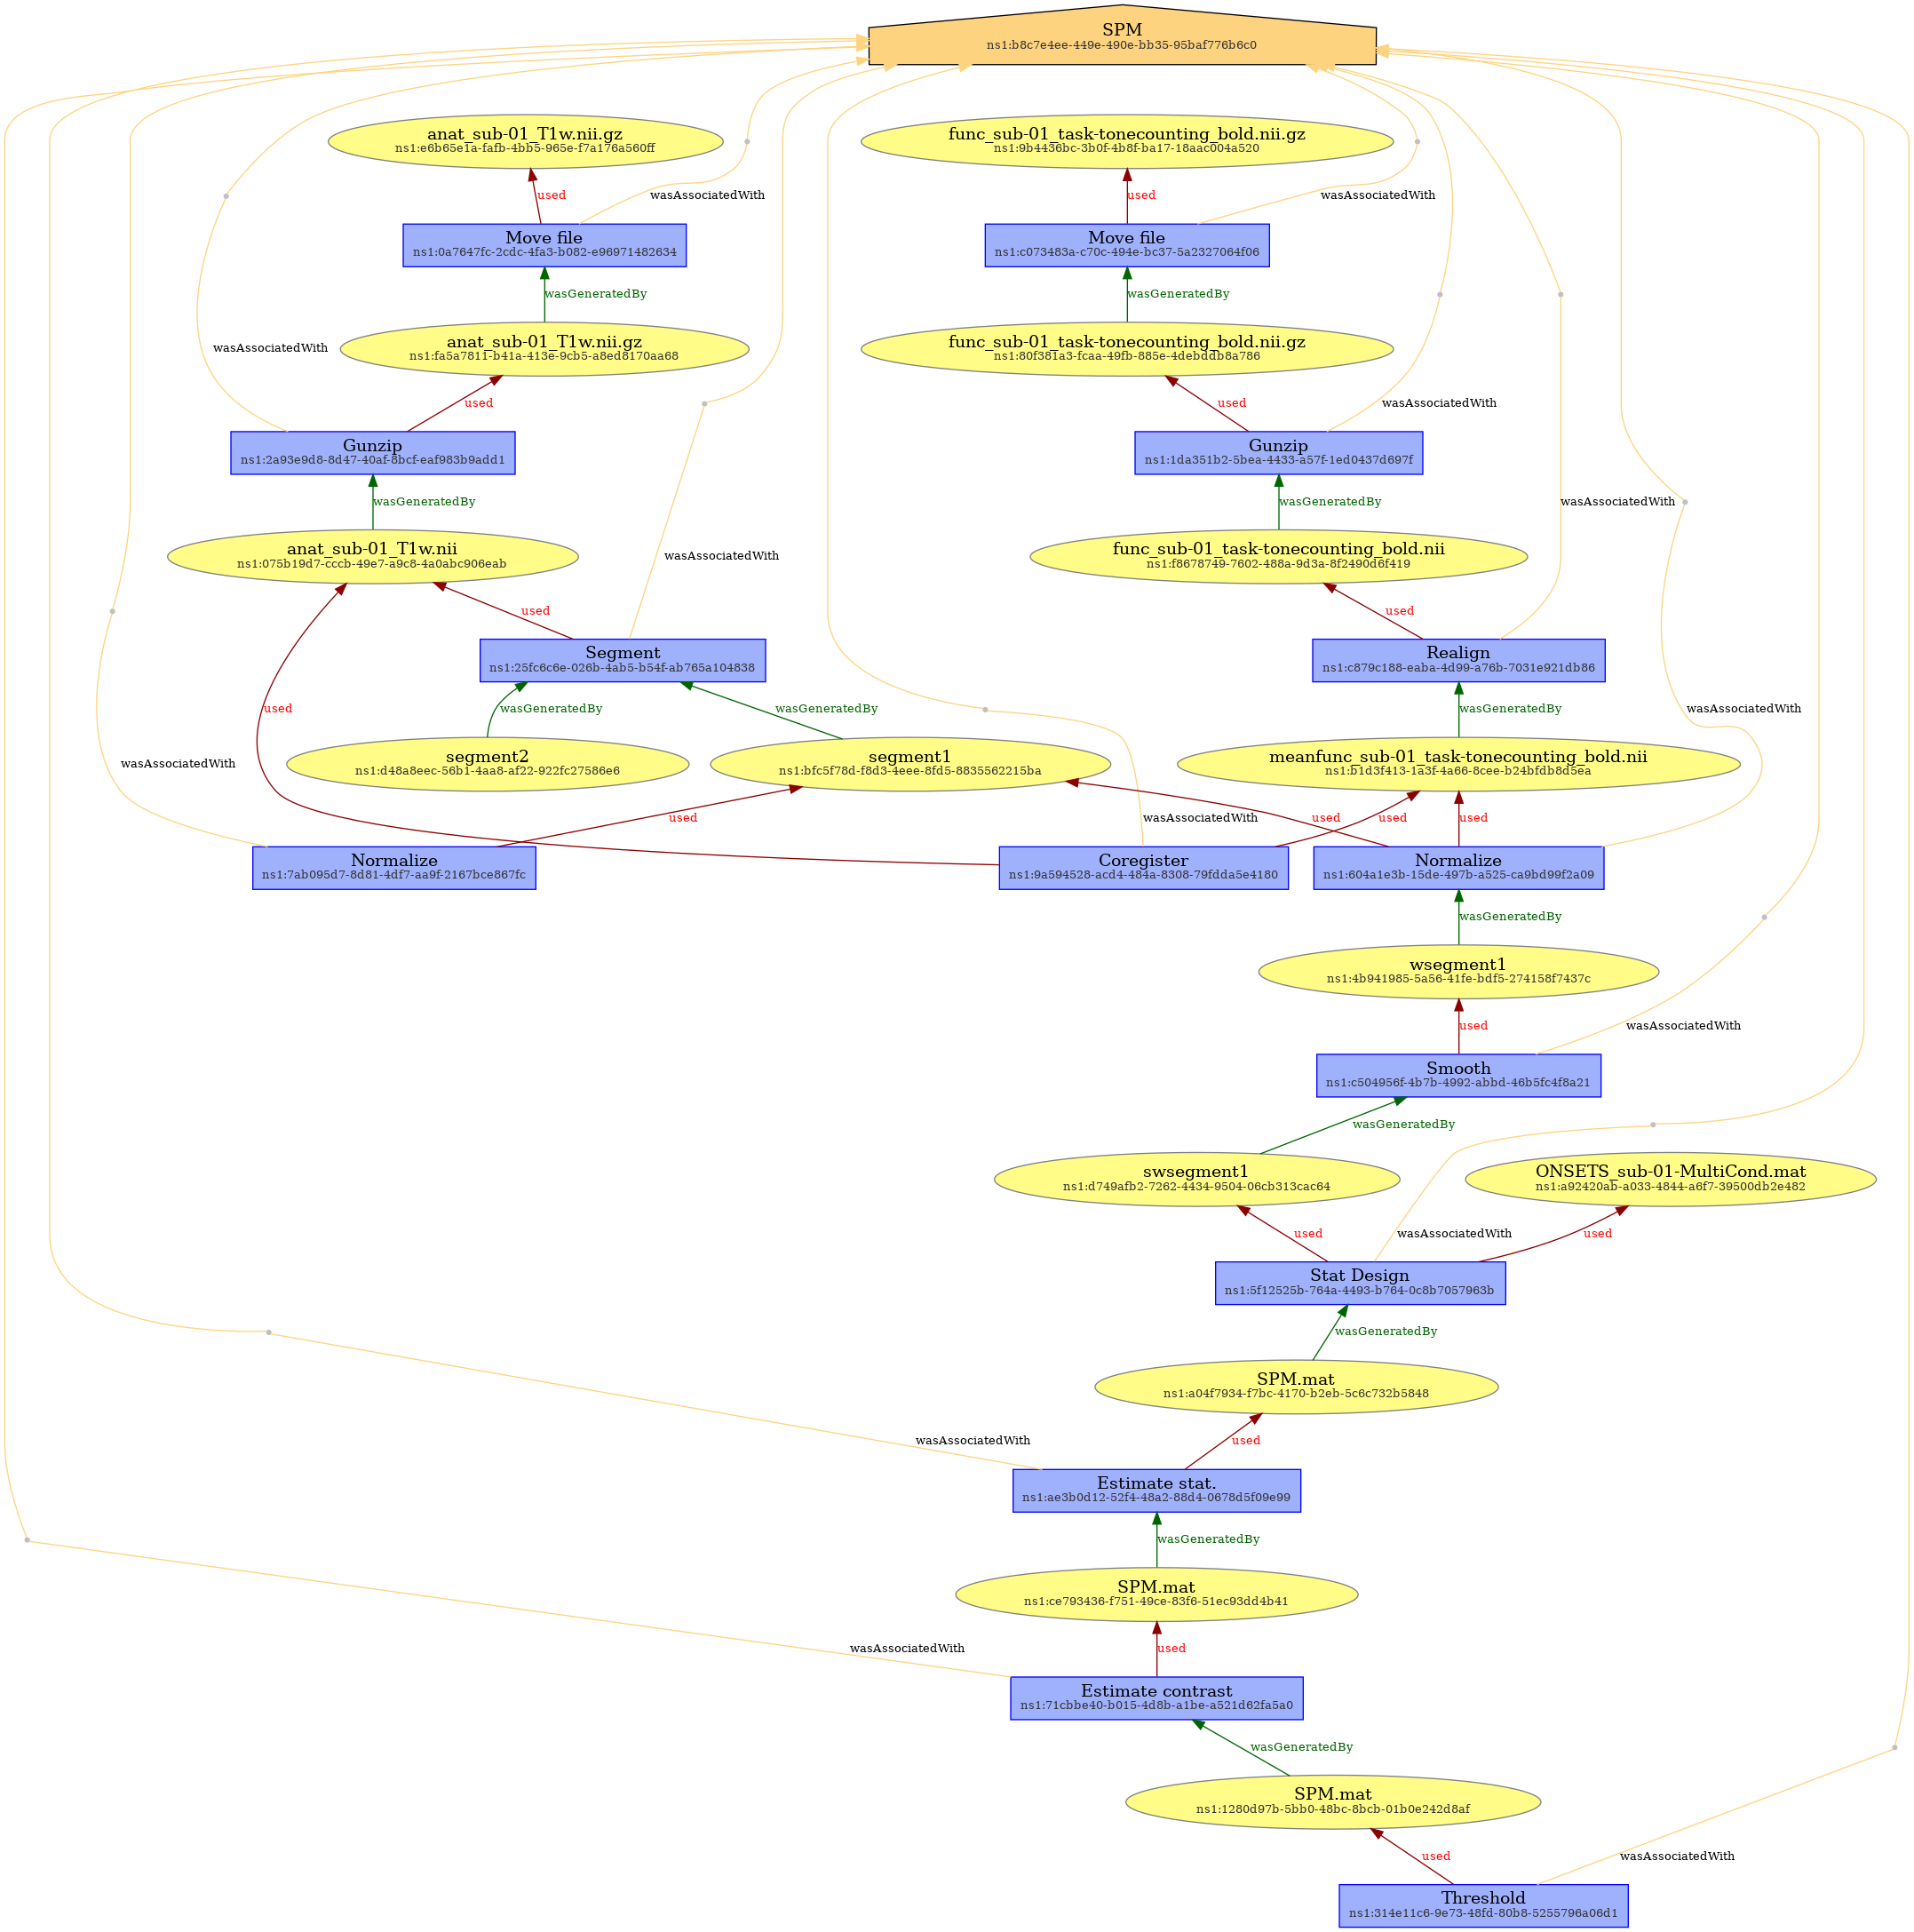 SPM
ns1:b8c7e4ee-449e-490e-bb35-95baf776b6c0
anat_sub-01_T1w.nii.gz
ns1:e6b65e1a-fafb-4bb5-965e-f7a176a560ff
func_sub-01_task-tonecounting_bold.nii.gz
ns1:9b4436bc-3b0f-4b8f-ba17-18aac004a520
used
wasAssociatedWith
used
wasAssociatedWith
Move file
ns1:0a7647fc-2cdc-4fa3-b082-e96971482634
Move file
ns1:c073483a-c70c-494e-bc37-5a2327064f06
wasGeneratedBy
wasGeneratedBy
wasAssociatedWith
anat_sub-01_T1w.nii.gz
ns1:fa5a7811-b41a-413e-9cb5-a8ed8170aa68
func_sub-01_task-tonecounting_bold.nii.gz
ns1:80f381a3-fcaa-49fb-885e-4debddb8a786
used
used
wasAssociatedWith
Gunzip
ns1:2a93e9d8-8d47-40af-8bcf-eaf983b9add1
Gunzip
ns1:1da351b2-5bea-4433-a57f-1ed0437d697f
wasGeneratedBy
wasGeneratedBy
wasAssociatedWith
anat_sub-01_T1w.nii
ns1:075b19d7-cccb-49e7-a9c8-4a0abc906eab
wasAssociatedWith
func_sub-01_task-tonecounting_bold.nii
ns1:f8678749-7602-488a-9d3a-8f2490d6f419
used
used
Segment
ns1:25fc6c6e-026b-4ab5-b54f-ab765a104838
Realign
ns1:c879c188-eaba-4d99-a76b-7031e921db86
used
wasGeneratedBy
wasGeneratedBy
wasGeneratedBy
wasAssociatedWith
wasAssociatedWith
segment2
ns1:d48a8eec-56b1-4aa8-af22-922fc27586e6
segment1
ns1:bfc5f78d-f8d3-4eee-8fd5-8835562215ba
meanfunc_sub-01_task-tonecounting_bold.nii
ns1:b1d3f413-1a3f-4a66-8cee-b24bfdb8d5ea
used
wasAssociatedWith
used
used
used
Normalize
ns1:7ab095d7-8d81-4df7-aa9f-2167bce867fc
Coregister
ns1:9a594528-acd4-484a-8308-79fdda5e4180
Normalize
ns1:604a1e3b-15de-497b-a525-ca9bd99f2a09
wasGeneratedBy
wsegment1
ns1:4b941985-5a56-41fe-bdf5-274158f7437c
used
wasAssociatedWith
Smooth
ns1:c504956f-4b7b-4992-abbd-46b5fc4f8a21
wasGeneratedBy
swsegment1
ns1:d749afb2-7262-4434-9504-06cb313cac64
ONSETS_sub-01-MultiCond.mat
ns1:a92420ab-a033-4844-a6f7-39500db2e482
used
wasAssociatedWith
used
Stat Design
ns1:5f12525b-764a-4493-b764-0c8b7057963b
wasGeneratedBy
SPM.mat
ns1:a04f7934-f7bc-4170-b2eb-5c6c732b5848
wasAssociatedWith
used
Estimate stat.
ns1:ae3b0d12-52f4-48a2-88d4-0678d5f09e99
wasGeneratedBy
SPM.mat
ns1:ce793436-f751-49ce-83f6-51ec93dd4b41
wasAssociatedWith
used
Estimate contrast
ns1:71cbbe40-b015-4d8b-a1be-a521d62fa5a0
wasGeneratedBy
SPM.mat
ns1:1280d97b-5bb0-48bc-8bcb-01b0e242d8af
used
wasAssociatedWith
Threshold
ns1:314e11c6-9e73-48fd-80b8-5255796a06d1